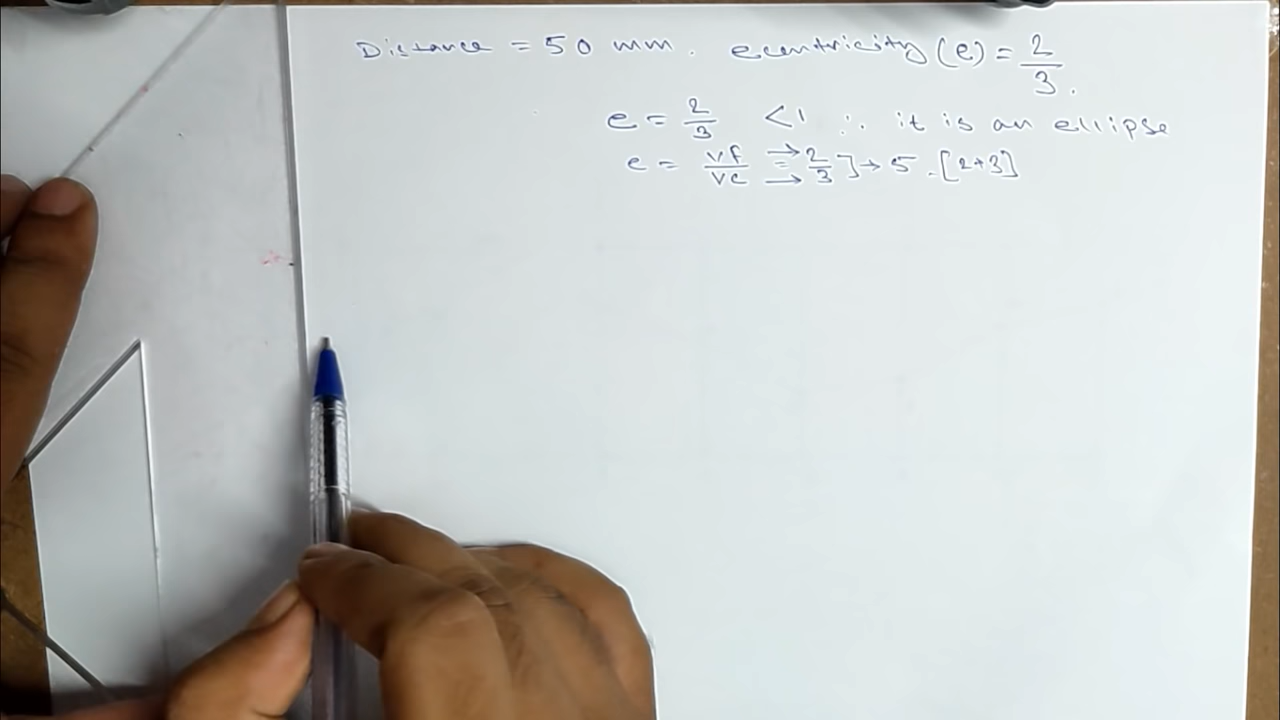 Distance = 50 mm. ecentricity (e) = 2/3.
e = 2/3 <1 ∴ it is an ellipse
e = vf/vc →/→ = 2/3 ] → 5 . [2+3]